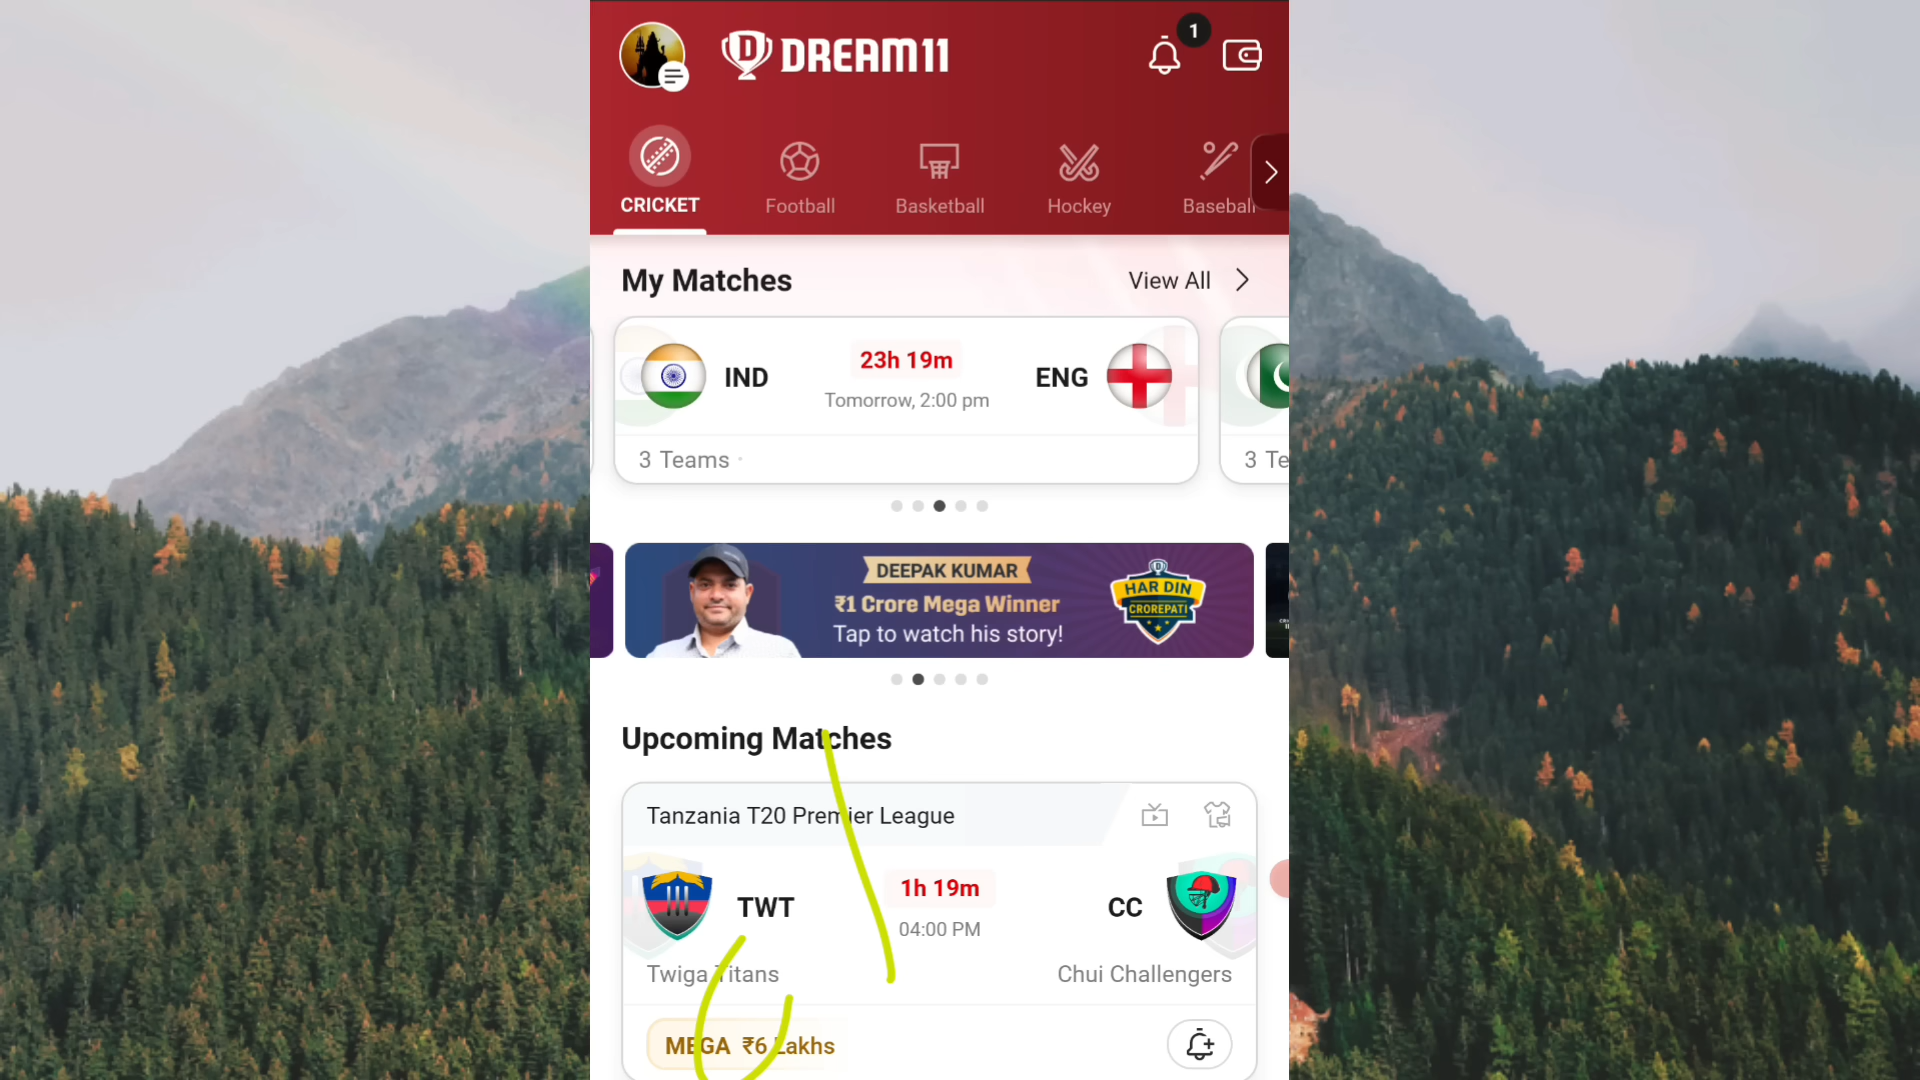 DREAM11
1
CRICKET
Football
Basketball
Hockey
Baseball
My Matches
View All
IND
23h 19m
Tomorrow, 2:00 pm
ENG
3 Teams
3 Te
DEEPAK KUMAR
₹1 Crore Mega Winner
Tap to watch his story!
HAR DIN
CROREPATI
Upcoming Matches
Tanzania T20 Premier League
TWT
1h 19m
04:00 PM
CC
Twiga Titans
Chui Challengers
MEGA ₹6 Lakhs